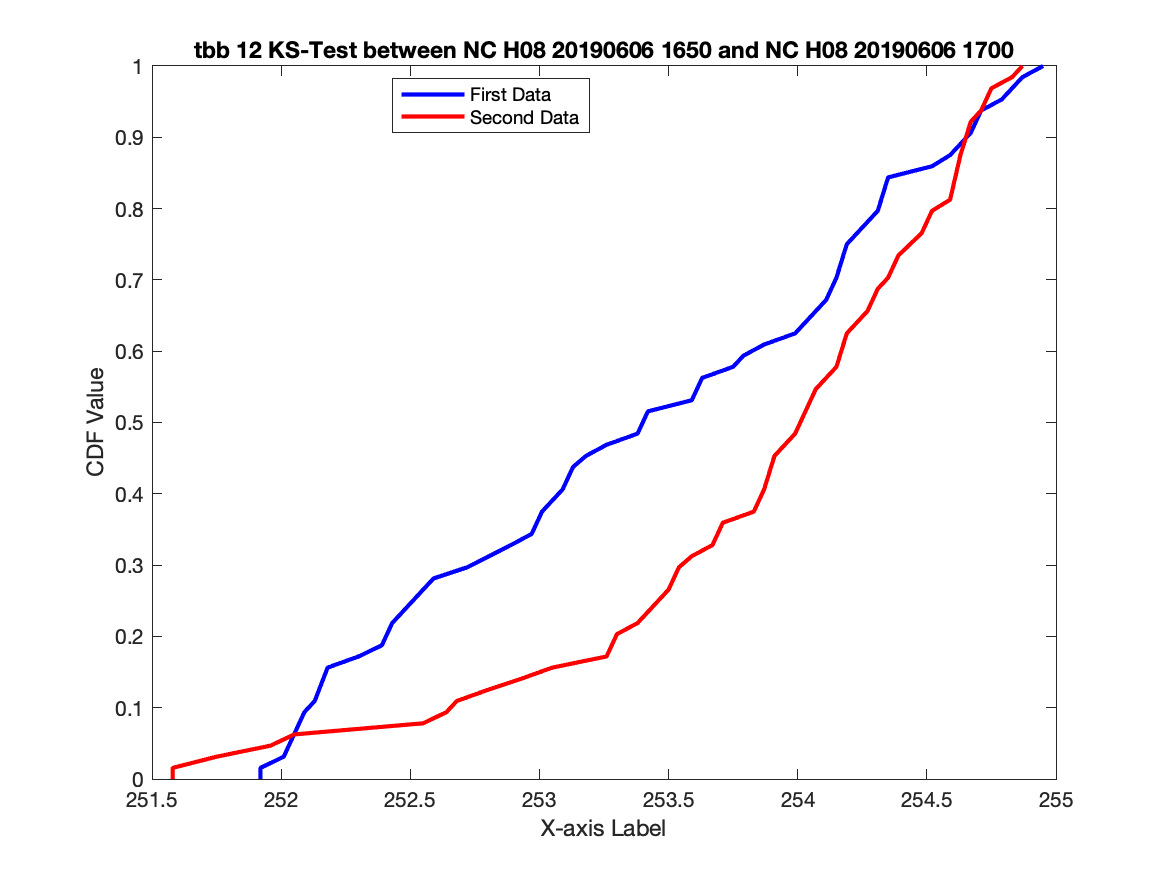 tbb 12 KS-Test between NC H08 20190606 1650 and NC H08 20190606 1700
First Data
Second Data
CDF Value
1
0.9
0.8
0.7
0.6
0.5
0.4
0.3
0.2
0.1
0
251.5 252 252.5 253 253.5 254 254.5 255
X-axis Label